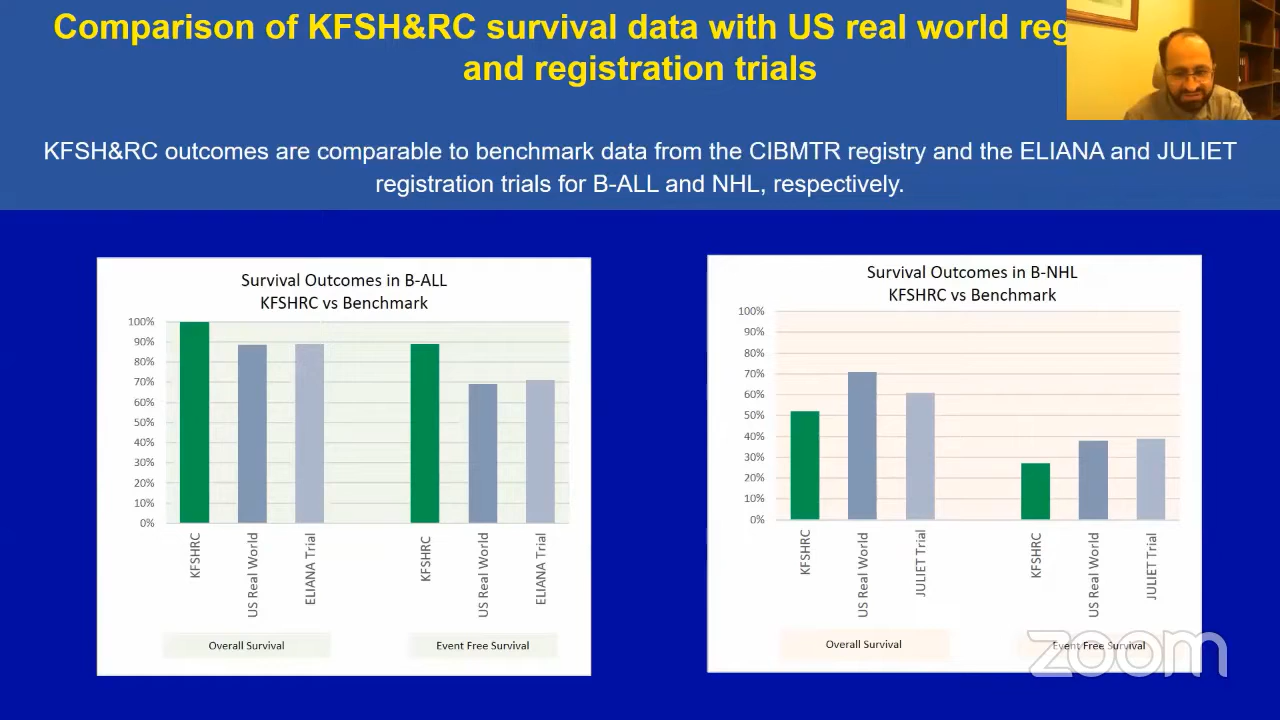 Comparison of KFSH&RC survival data with US real world reg
and registration trials
KFSH&RC outcomes are comparable to benchmark data from the CIBMTR registry and the ELIANA and JULIET
registration trials for B-ALL and NHL, respectively.
Survival Outcomes in B-ALL
KFSHRC vs Benchmark
100%
90%
80%
70%
60%
50%
40%
30%
20%
10%
0%
KFSHRC
US Real World
ELIANA Trial
KFSHRC
US Real World
ELIANA Trial
Overall Survival
Event Free Survival
Survival Outcomes in B-NHL
KFSHRC vs Benchmark
100%
90%
80%
70%
60%
50%
40%
30%
20%
10%
0%
KFSHRC
US Real World
JULIET Trial
KFSHRC
US Real World
JULIET Trial
Overall Survival
Event Free Survival
zoom